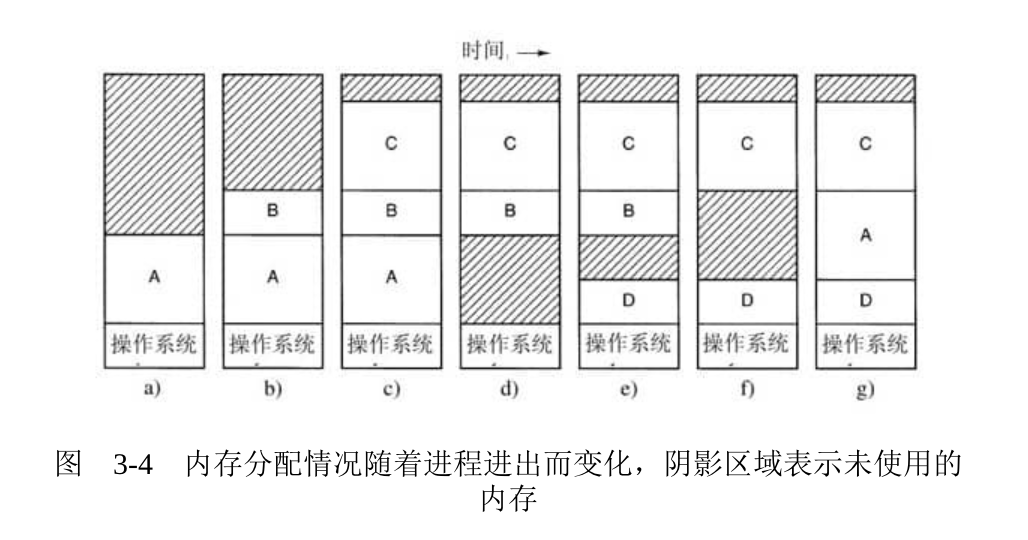 时间 →
C C C C C
B B B B A
A A A D D D
操作系统 操作系统 操作系统 操作系统 操作系统 操作系统 操作系统
a) b) c) d) e) f) g)
图 3-4 内存分配情况随着进程进出而变化，阴影区域表示未使用的
内存